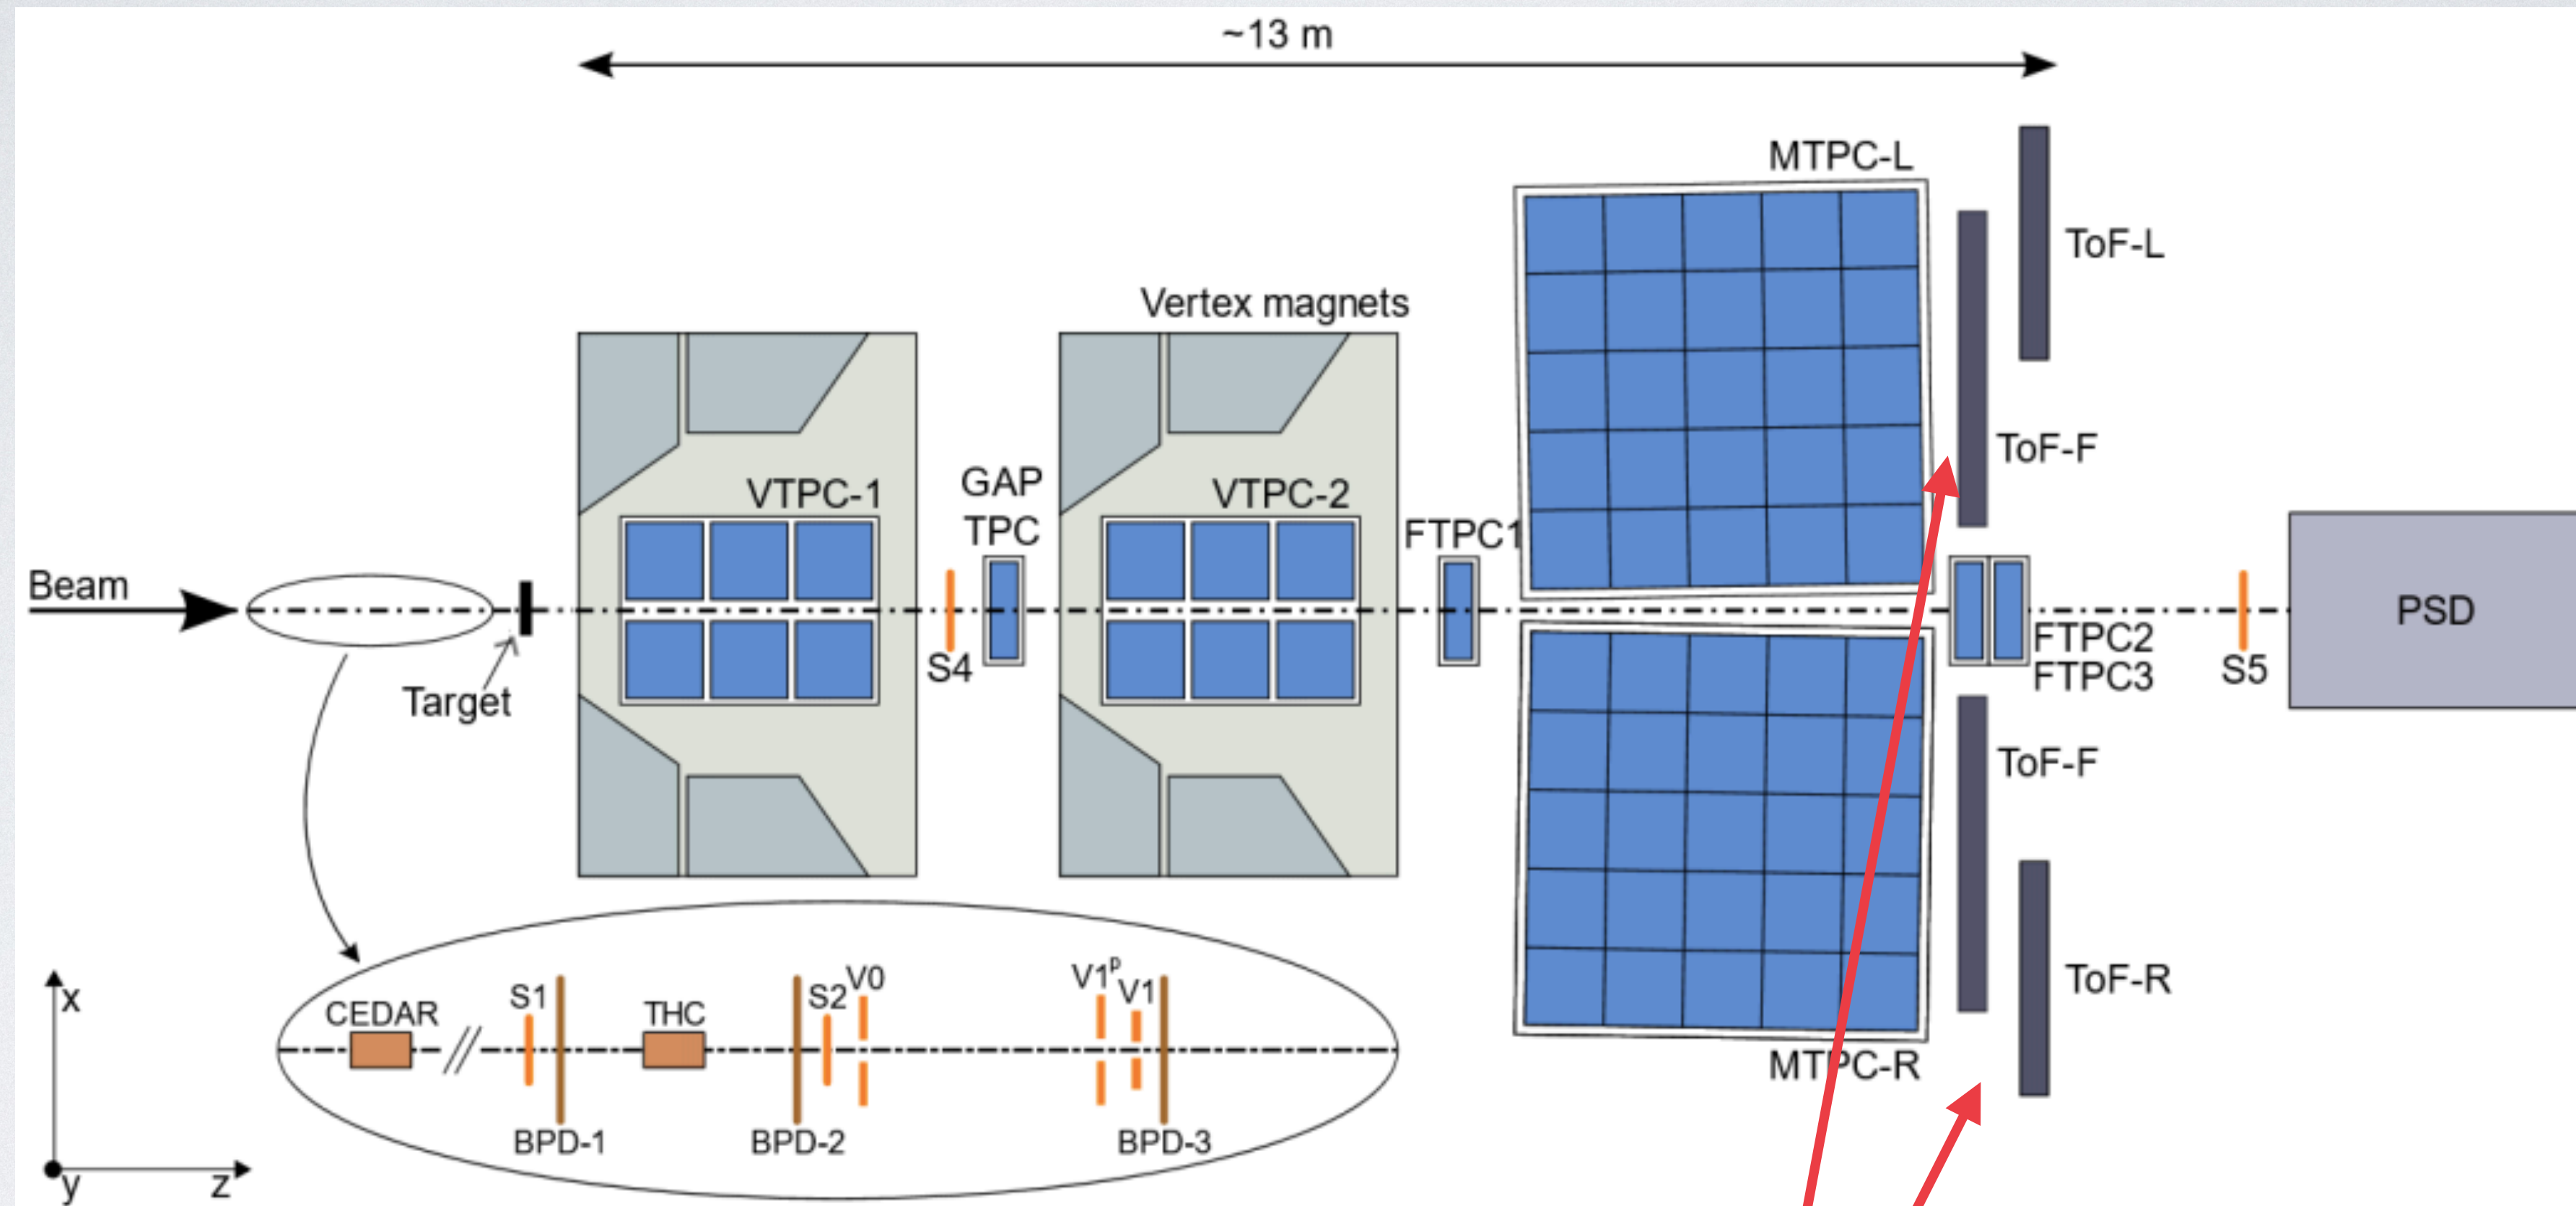 ~13 m
MTPC-L
ToF-L
Vertex magnets
ToF-F
GAP
TPC
VTPC-1
VTPC-2
FTPC1
Beam
Target
S4
FTPC2
FTPC3
S5
PSD
ToF-F
ToF-R
MTPC-R
x
y
z
CEDAR
S1
BPD-1
THC
BPD-2
S2
V0
V1ᵖ
V1
BPD-3